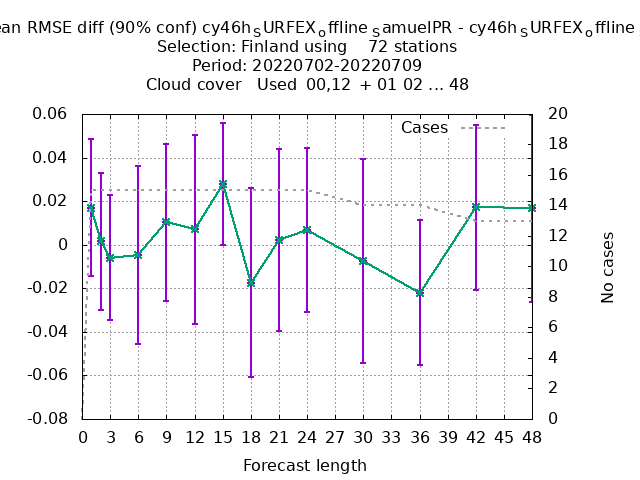 ean RMSE diff (90% conf) cy46hSURFEXoffline SamuelPR - cy46hSURFEXoffline
Selection: Finland using 72 stations
Period: 20220702-20220709
Cloud cover Used 00,12 + 01 02 ... 48
0.06 20
18
0.04 16
0.02 14
12
0 10
-0.02 8
-0.04 6
4
-0.06 2
-0.08 0
Cases
No cases
0 3 6 9 12 15 18 21 24 27 30 33 36 39 42 45 48
Forecast length